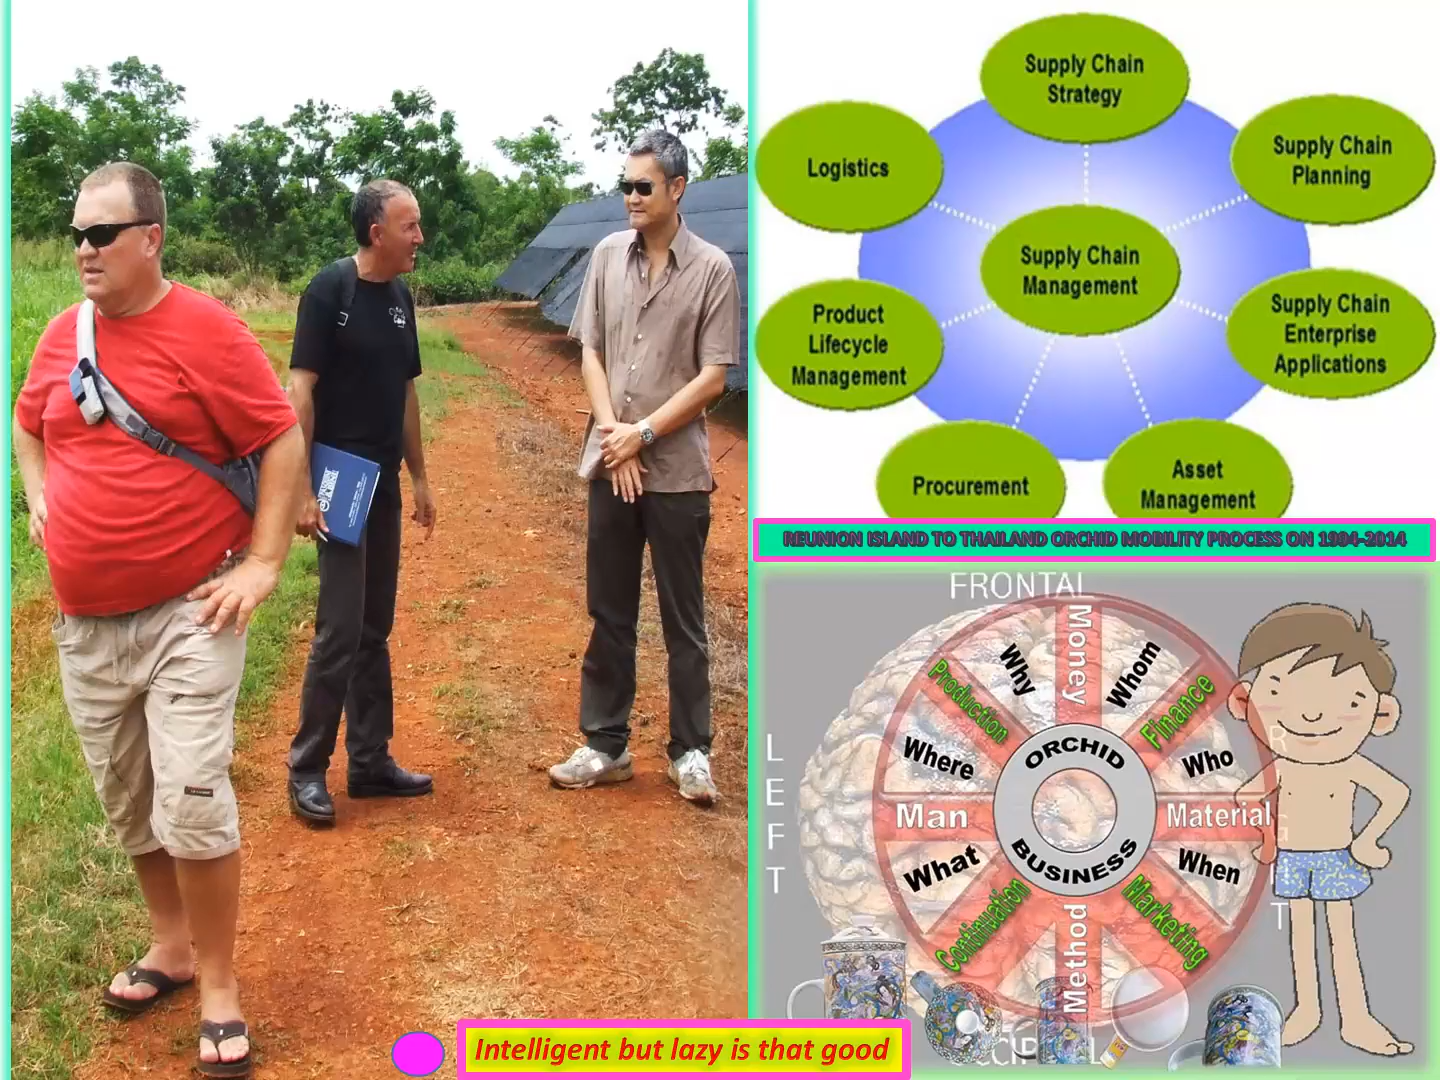 Supply Chain
Strategy
Logistics
Supply Chain
Planning
Supply Chain
Management
Product
Lifecycle
Management
Supply Chain
Enterprise
Applications
Procurement
Asset
Management
REUNION ISLAND TO THAILAND ORCHID MOBILITY PROCESS ON 1994-2014
FRONTAL
LEFT
Money
Why
Whom
Production
Finance
Where
Who
ORCHID
BUSINESS
Man
Material
What
When
Continuation
Marketing
Method
Intelligent but lazy is that good